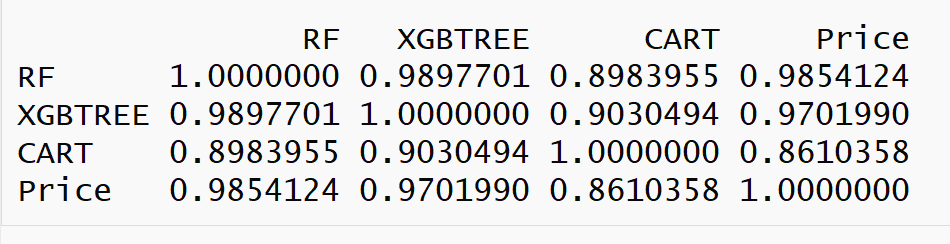 RF XGBTREE CART Price
RF 1.0000000 0.9897701 0.8983955 0.9854124
XGBTREE 0.9897701 1.0000000 0.9030494 0.9701990
CART 0.8983955 0.9030494 1.0000000 0.8610358
Price 0.9854124 0.9701990 0.8610358 1.0000000